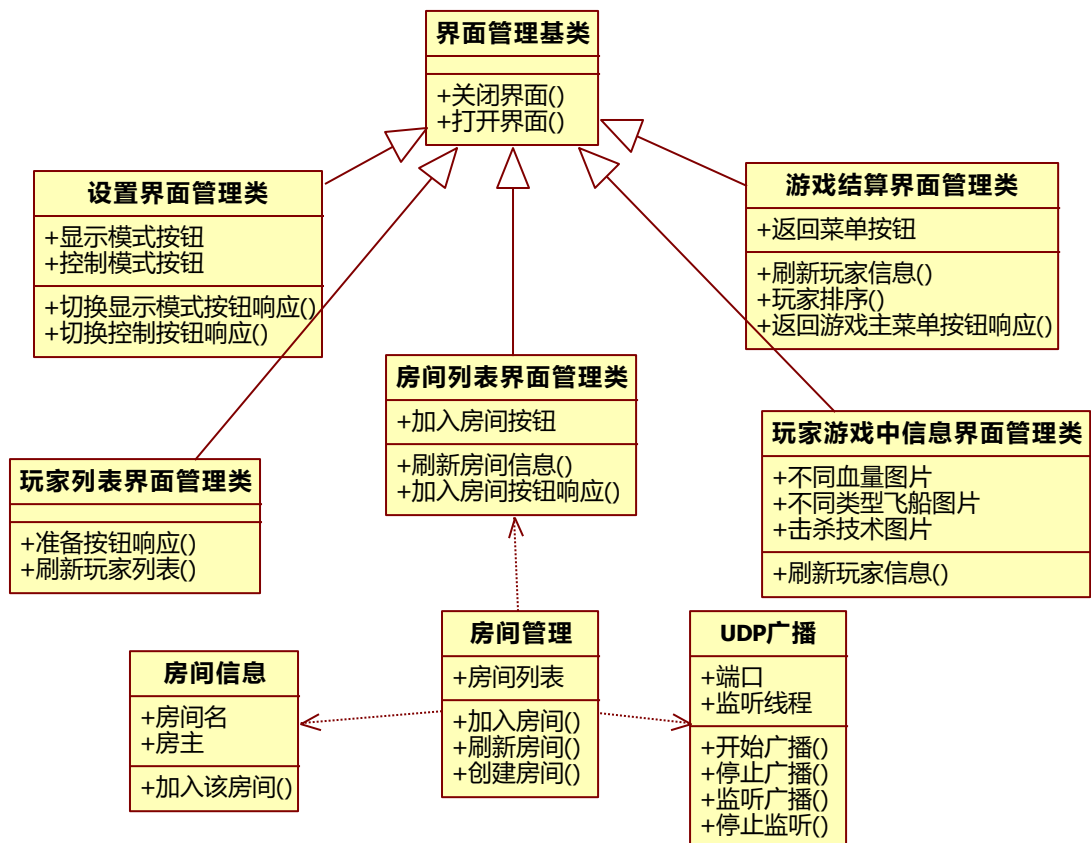 界面管理基类
+关闭界面()
+打开界面()
设置界面管理类
+显示模式按钮
+控制模式按钮
+切换显示模式按钮响应()
+切换控制按钮响应()
游戏结算界面管理类
+返回菜单按钮
+刷新玩家信息()
+玩家排序()
+返回游戏主菜单按钮响应()
房间列表界面管理类
+加入房间按钮
+刷新房间信息()
+加入房间按钮响应()
玩家游戏中信息界面管理类
+不同血量图片
+不同类型飞船图片
+击杀技术图片
+刷新玩家信息()
玩家列表界面管理类
+准备按钮响应()
+刷新玩家列表()
房间信息
+房间名
+房主
+加入该房间()
房间管理
+房间列表
+加入房间()
+刷新房间()
+创建房间()
UDP广播
+端口
+监听线程
+开始广播()
+停止广播()
+监听广播()
+停止监听()